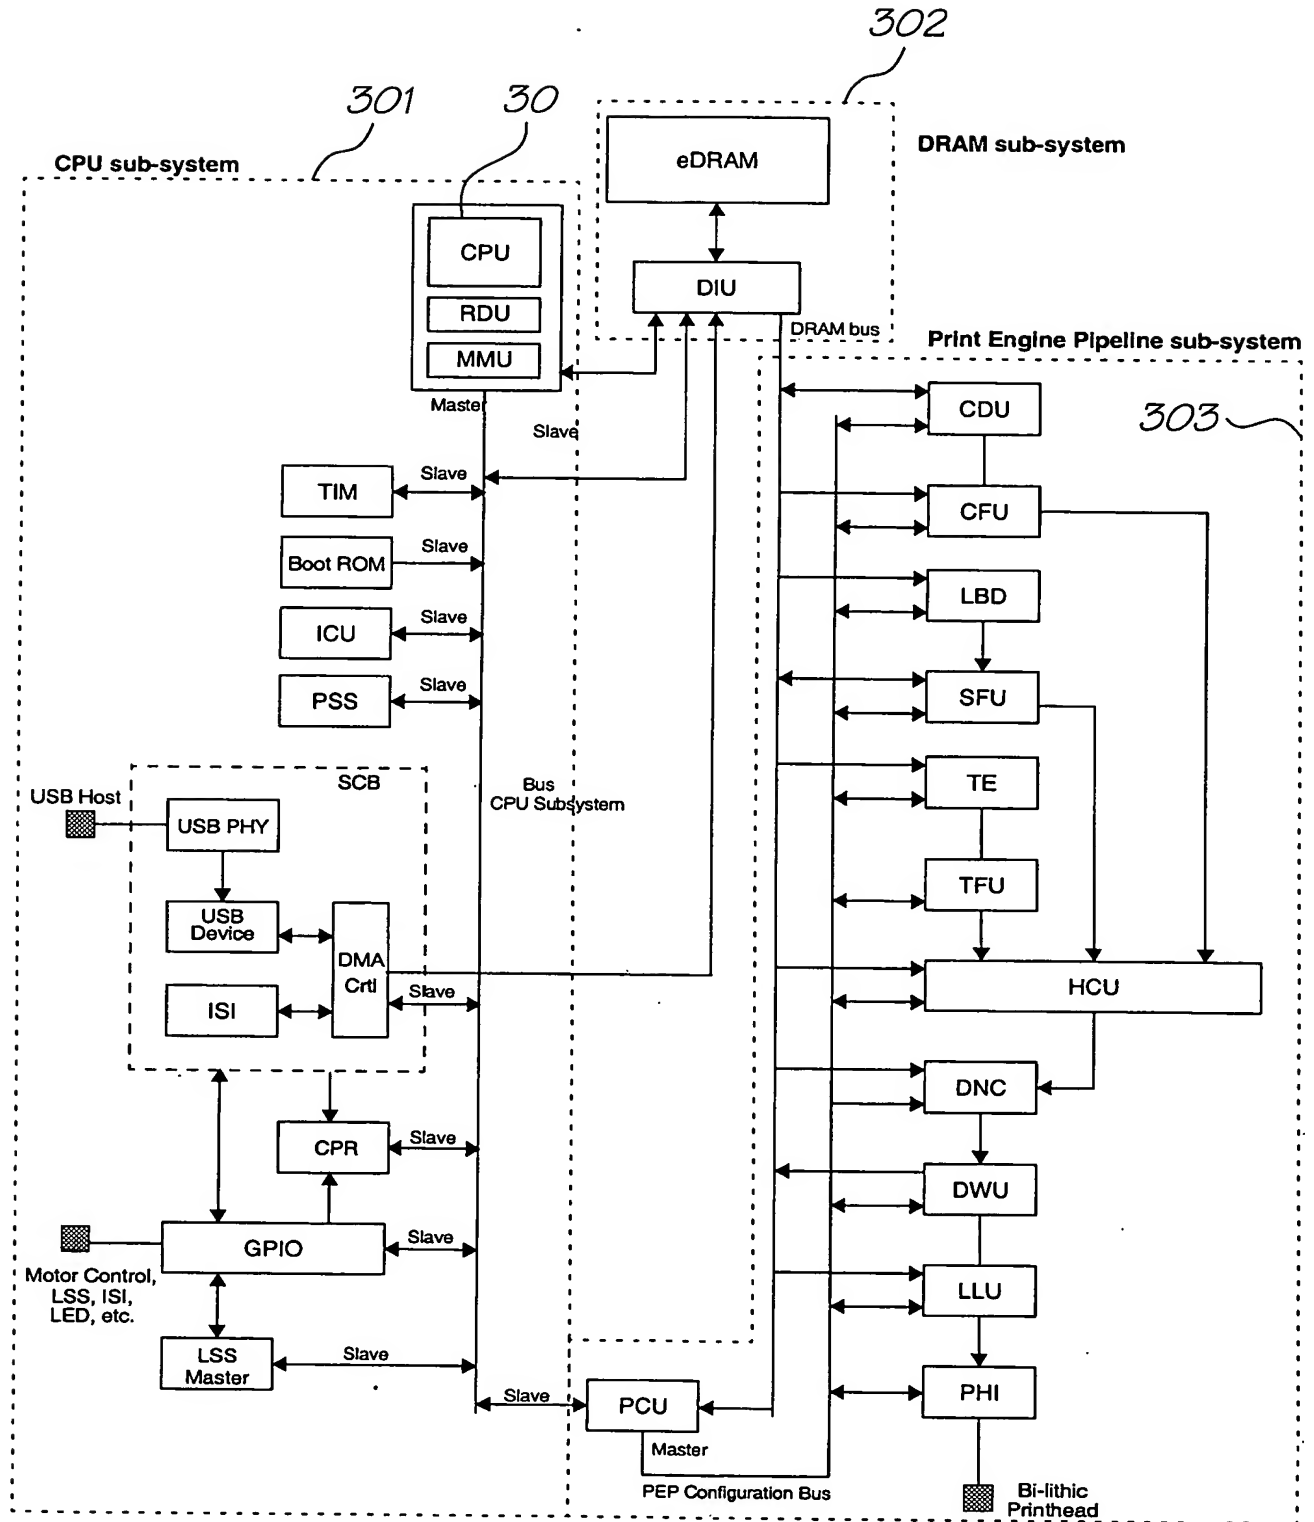 302
301
30
CPU sub-system
DRAM sub-system
eDRAM
CPU
RDU
MMU
DIU
DRAM bus
Print Engine Pipeline sub-system
Master
Slave
303
CDU
TIM
Slave
CFU
Boot ROM
Slave
LBD
ICU
Slave
PSS
Slave
SFU
SCB
Bus
CPU Subsystem
TE
USB Host
USB PHY
TFU
USB
Device
DMA
Crtl
Slave
ISI
HCU
DNC
CPR
Slave
DWU
GPIO
Slave
Motor Control,
LSS, ISI,
LED, etc.
LLU
LSS
Master
Slave
Slave
PCU
PHI
Master
PEP Configuration Bus
Bi-lithic
Printhead